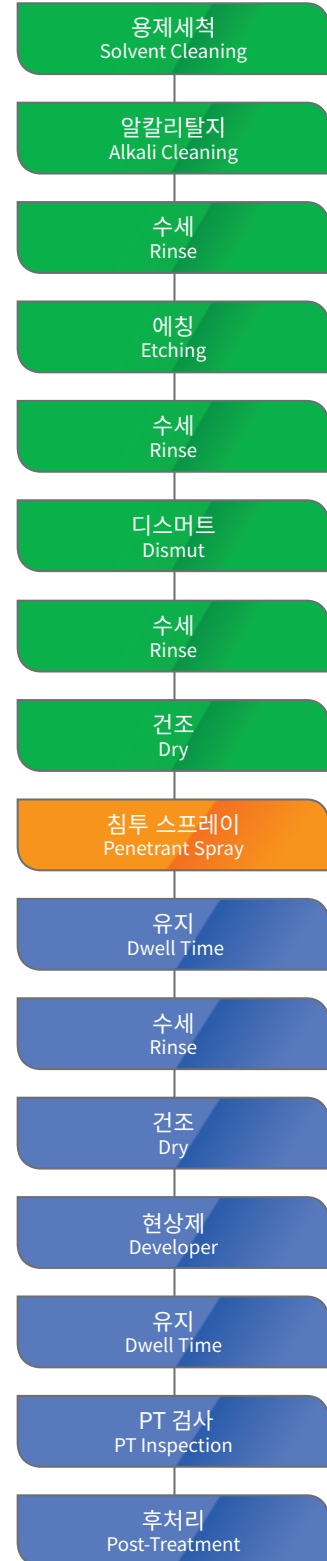 용제세척
Solvent Cleaning
알칼리탈지
Alkali Cleaning
수세
Rinse
에칭
Etching
수세
Rinse
디스머트
Dismut
수세
Rinse
건조
Dry
침투 스프레이
Penetrant Spray
유지
Dwell Time
수세
Rinse
건조
Dry
현상제
Developer
유지
Dwell Time
PT 검사
PT Inspection
후처리
Post-Treatment